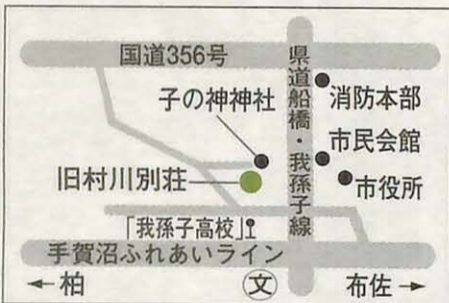 国道356号
県道船橋・我孫子線
消防本部
子の神神社
市民会館
旧村川別荘
市役所
「我孫子高校」
手賀沼ふれあいライン
←柏
文
布佐→